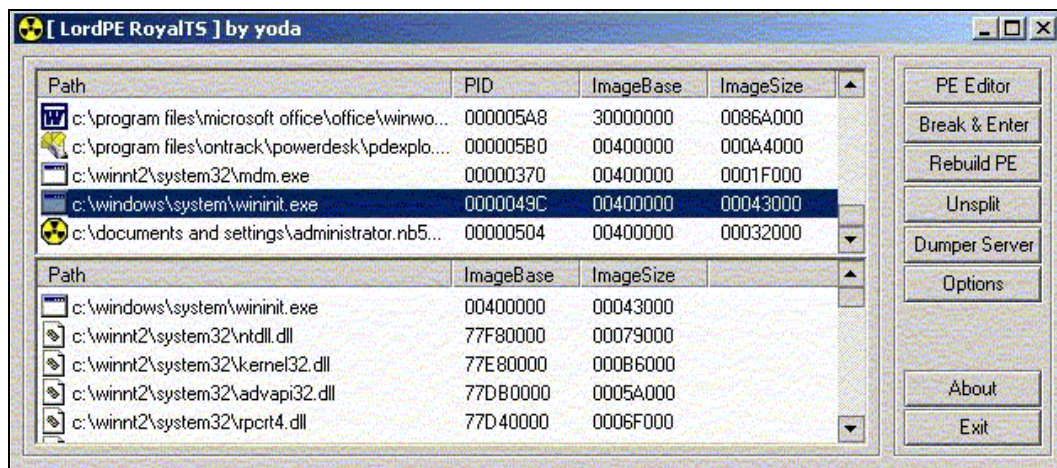 [ LordPE RoyalTS ] by yoda
Path PID ImageBase ImageSize
c:\program files\microsoft office\office\winwo... 000005A8 30000000 0086A000
c:\program files\ontrack\powerdesk\pdexplo.... 000005B0 00400000 000A4000
c:\winnt2\system32\mdm.exe 00000370 00400000 0001F000
c:\windows\system\wininit.exe 0000049C 00400000 00043000
c:\documents and settings\administrator.nb5... 00000504 00400000 00032000
Path ImageBase ImageSize
c:\windows\system\wininit.exe 00400000 00043000
c:\winnt2\system32\ntdll.dll 77F80000 00079000
c:\winnt2\system32\kernel32.dll 77E80000 000B6000
c:\winnt2\system32\advapi32.dll 77DB0000 0005A000
c:\winnt2\system32\rpcrt4.dll 77D40000 0006F000
PE Editor
Break & Enter
Rebuild PE
Unsplit
Dumper Server
Options
About
Exit